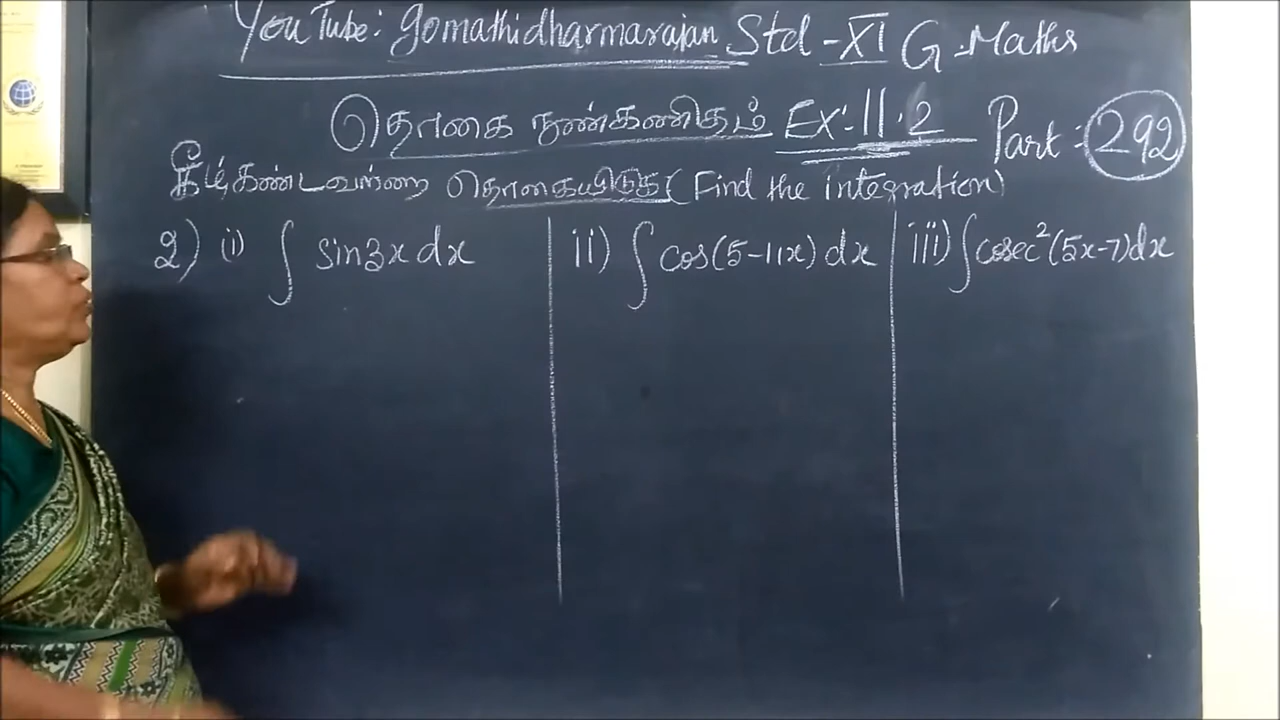 YouTube: gomathidharmarajan Std - XI G. Maths
தொகை நுண்கணிதம் Ex:- 11.2 Part : 292
கீழ்கண்டவற்றை தொகையிடுக (Find the integration)
2) (i) ∫ sin3x dx ii) ∫ cos(5-11x) dx iii) ∫ cosec²(5x-7)dx